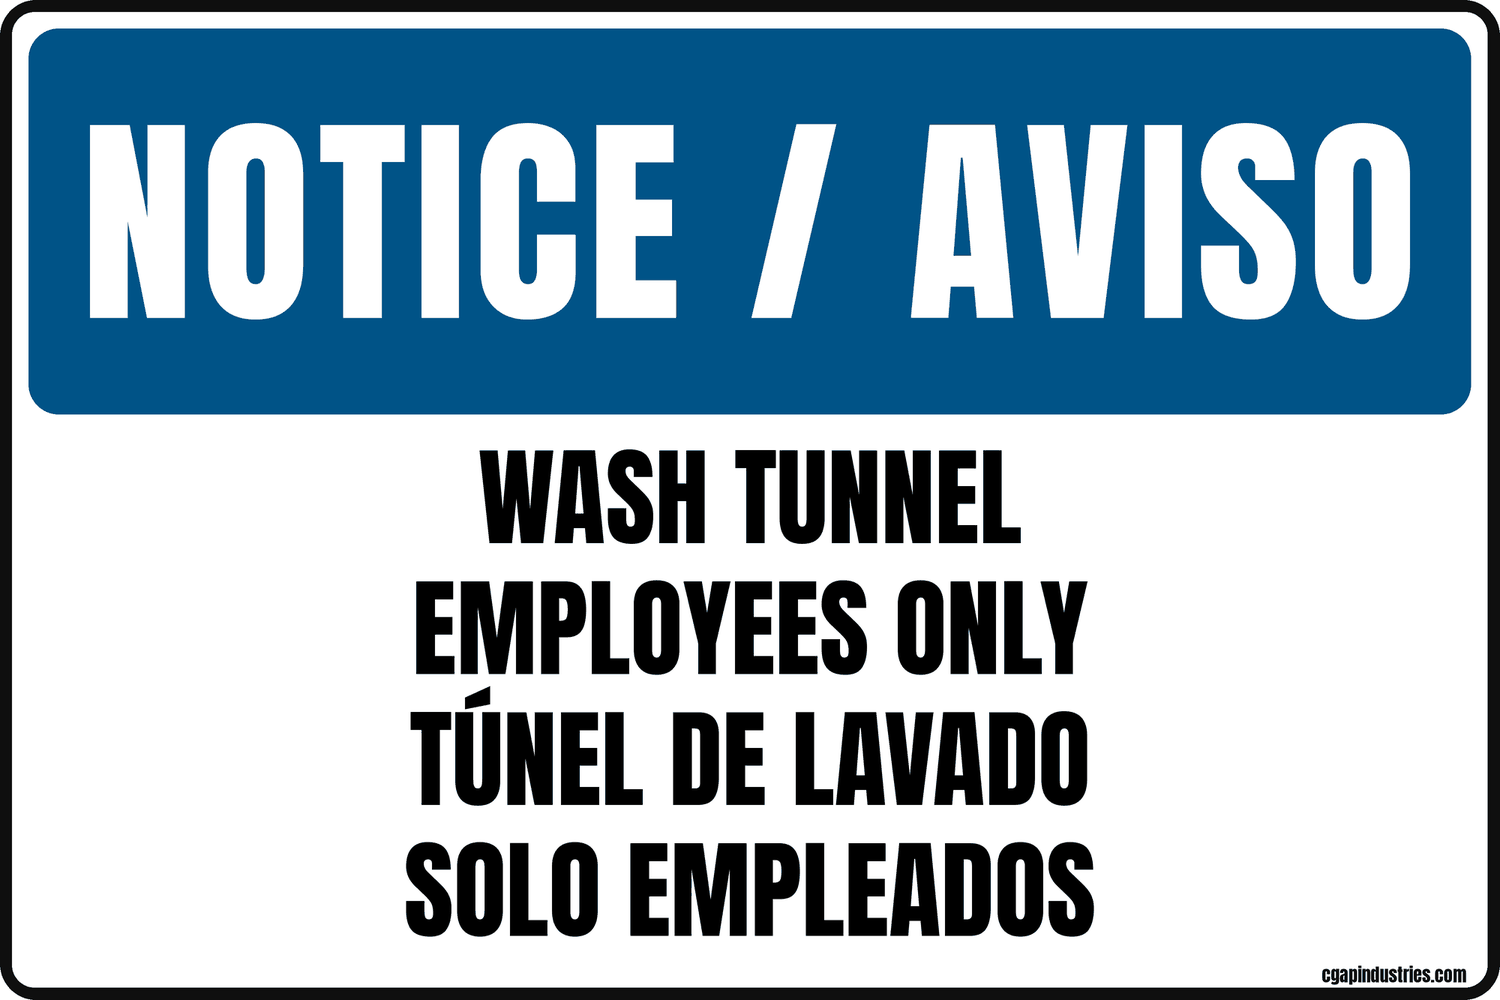 NOTICE / AVISO
WASH TUNNEL
EMPLOYEES ONLY
TÚNEL DE LAVADO
SOLO EMPLEADOS
cgapindustries.com